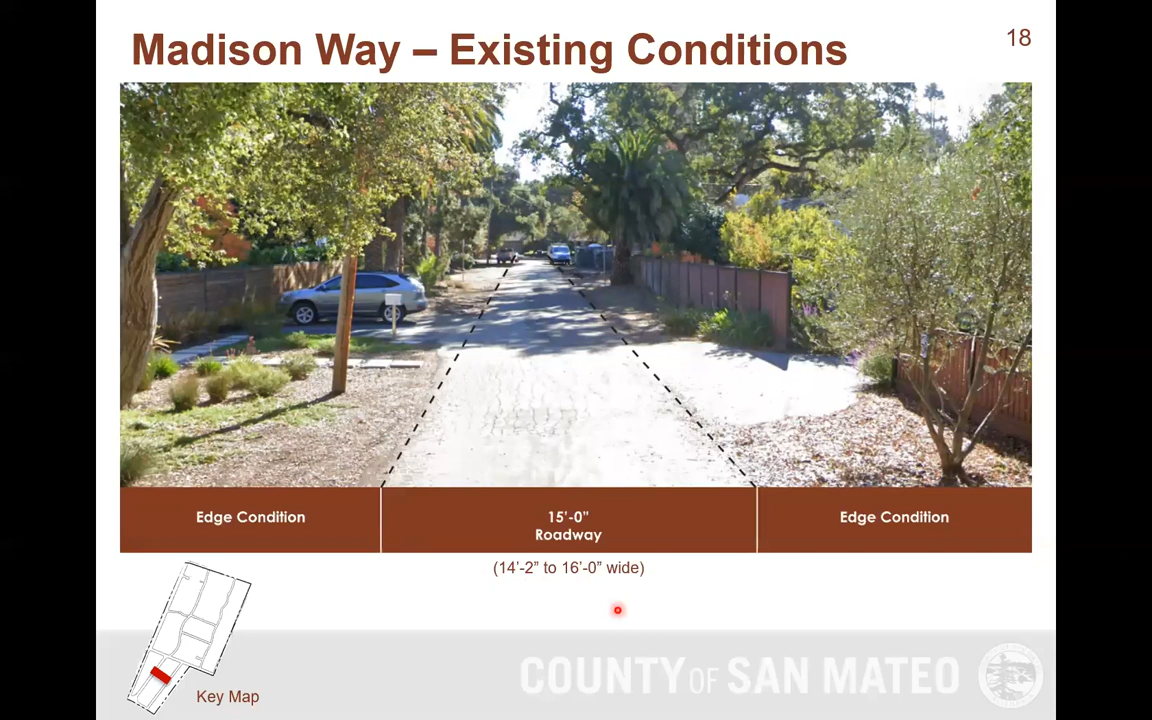 Madison Way – Existing Conditions
18
Edge Condition
15'-0"
Roadway
Edge Condition
(14'-2” to 16'-0” wide)
Key Map
COUNTY OF SAN MATEO